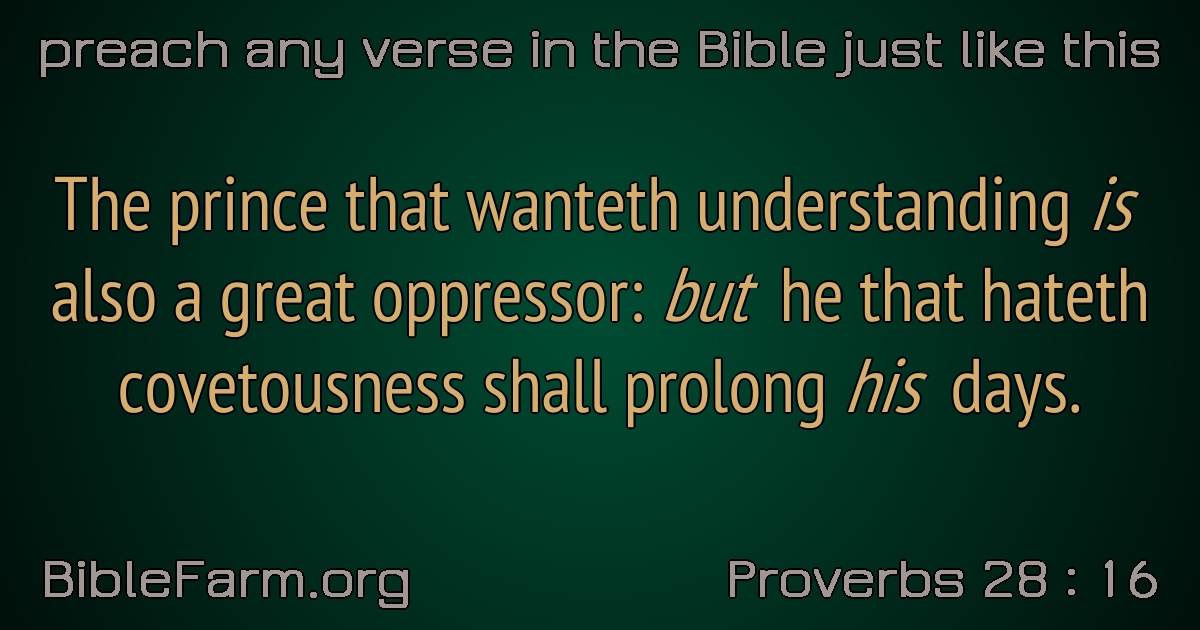 preach any verse in the Bible just like this
The prince that wanteth understanding is
also a great oppressor: but he that hateth
covetousness shall prolong his days.
BibleFarm.org
Proverbs 28 : 16